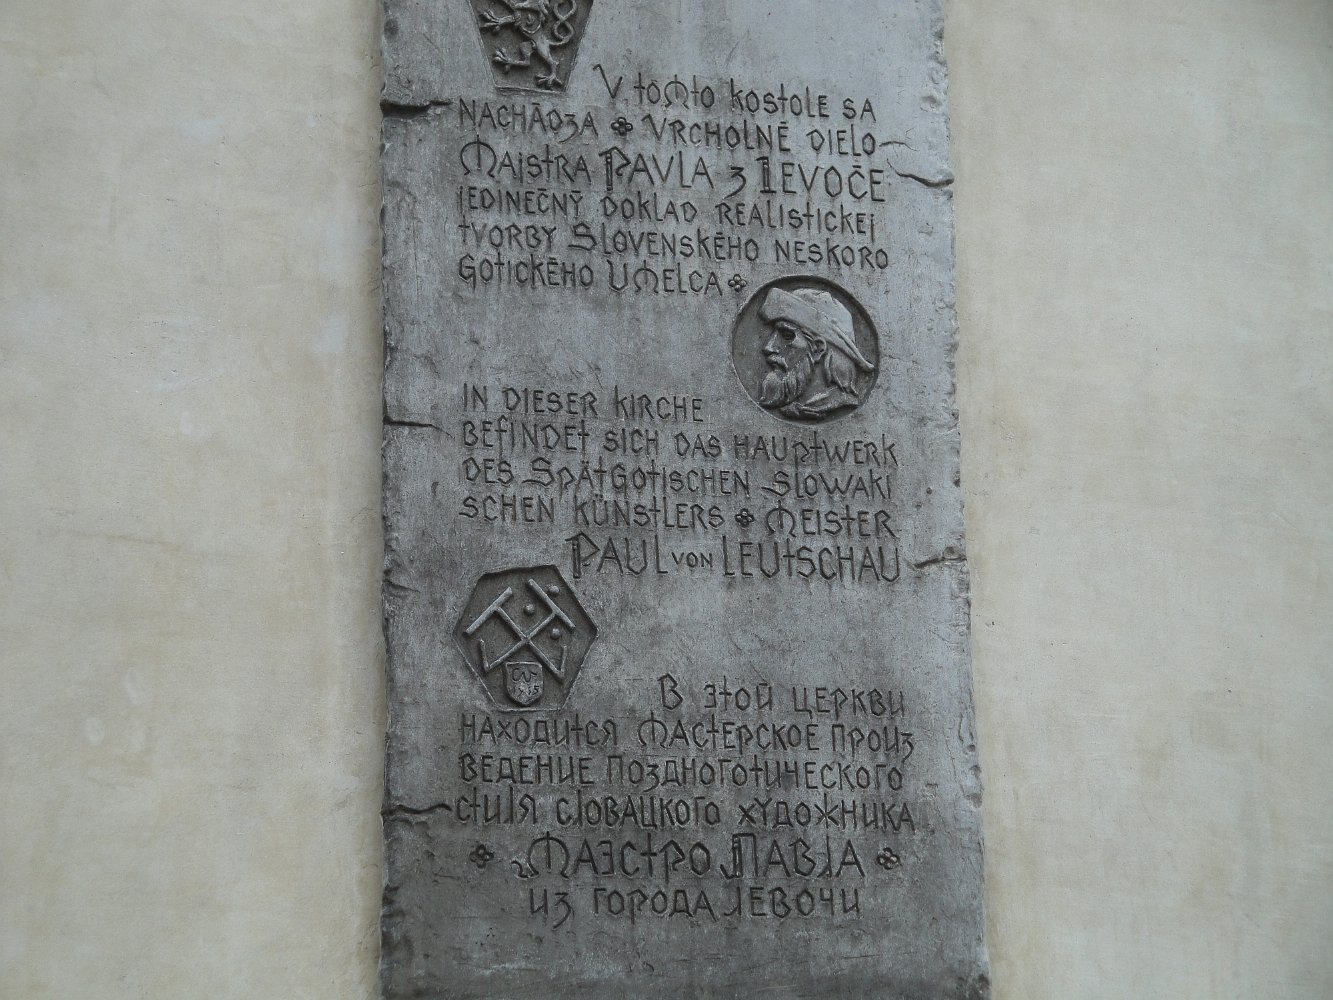 V tomto kostole sa
NACHÁDZA VRCHOLNÉ DIELO
MAJSTRA PAVLA Z LEVOČE
JEDINEČNÝ DOKLAD REALISTICKEJ
TVORBY SLOVENSKÉHO NESKORO
GOTICKÉHO UMELCA
IN DIESER KIRCHE
BEFINDET SICH DAS HAUPTWERK
DES SPÄTGOTISCHEN SLOWAKI
SCHEN KÜNSTLERS MEISTER
PAUL VON LEUTSCHAU
В ЭТОЙ ЦЕРКВИ
НАХОДИТСЯ МАСТЕРСКОЕ ПРОИЗ
ВЕДЕНИЕ ПОЗДНОГОТИЧЕСКОГО
СТИЛЯ СЛОВАЦКОГО ХУДОЖНИКА
МАЭСТРО ПАВЛА
ИЗ ГОРОДА ЛЕВОЧИ